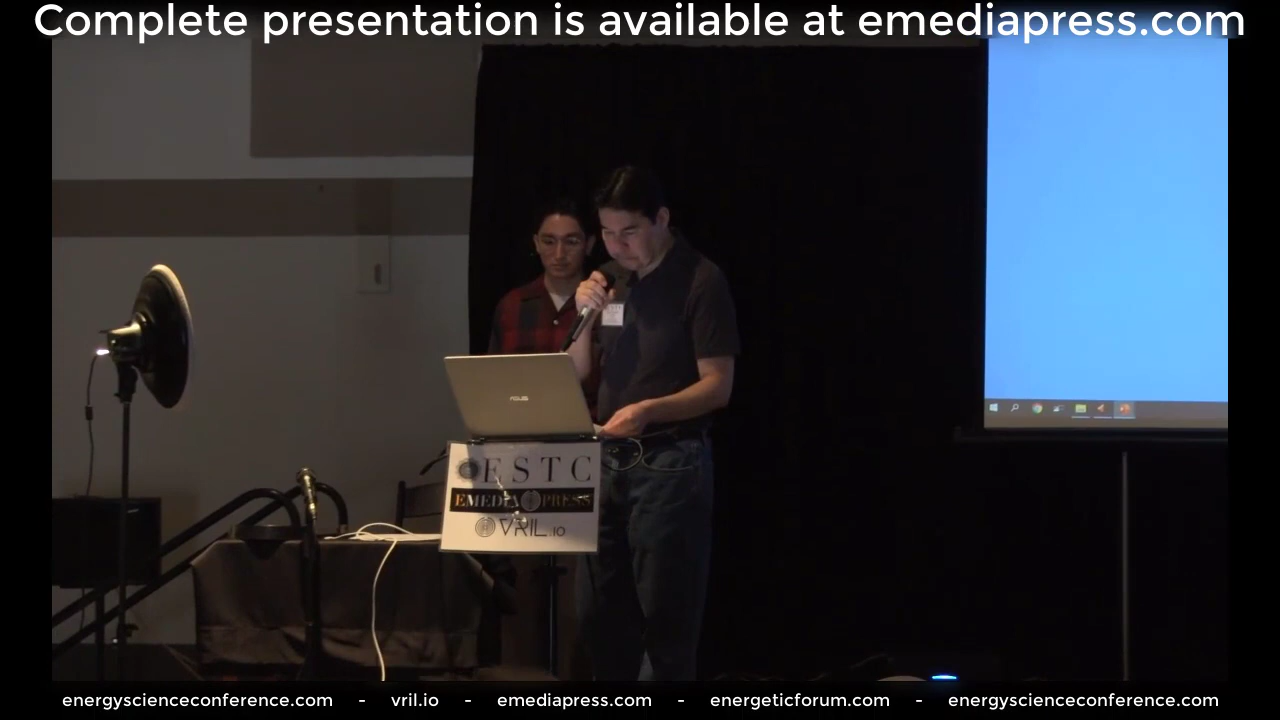 Complete presentation is available at emediapress.com
ASUS
ESTC
EMEDIA PRESS
VRIL.IO
energyscienceconference.com - vril.io - emediapress.com - energeticforum.com - energyscienceconference.com